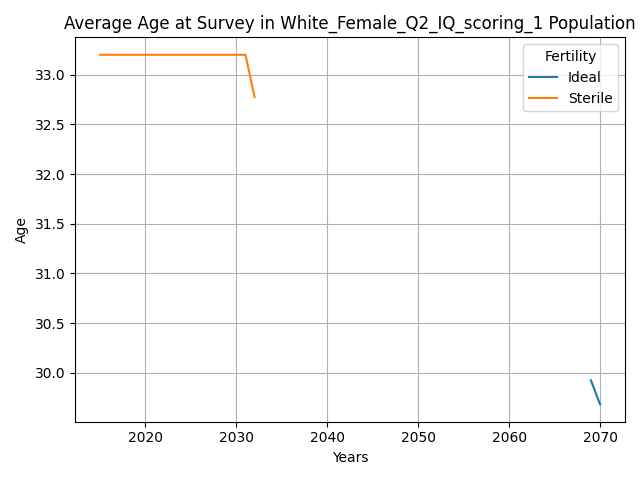 Average Age at Survey in White_Female_Q2_IQ_scoring_1 Population
Fertility
Ideal
Sterile
33.0
32.5
32.0
31.5
31.0
30.5
30.0
Age
2020 2030 2040 2050 2060 2070
Years